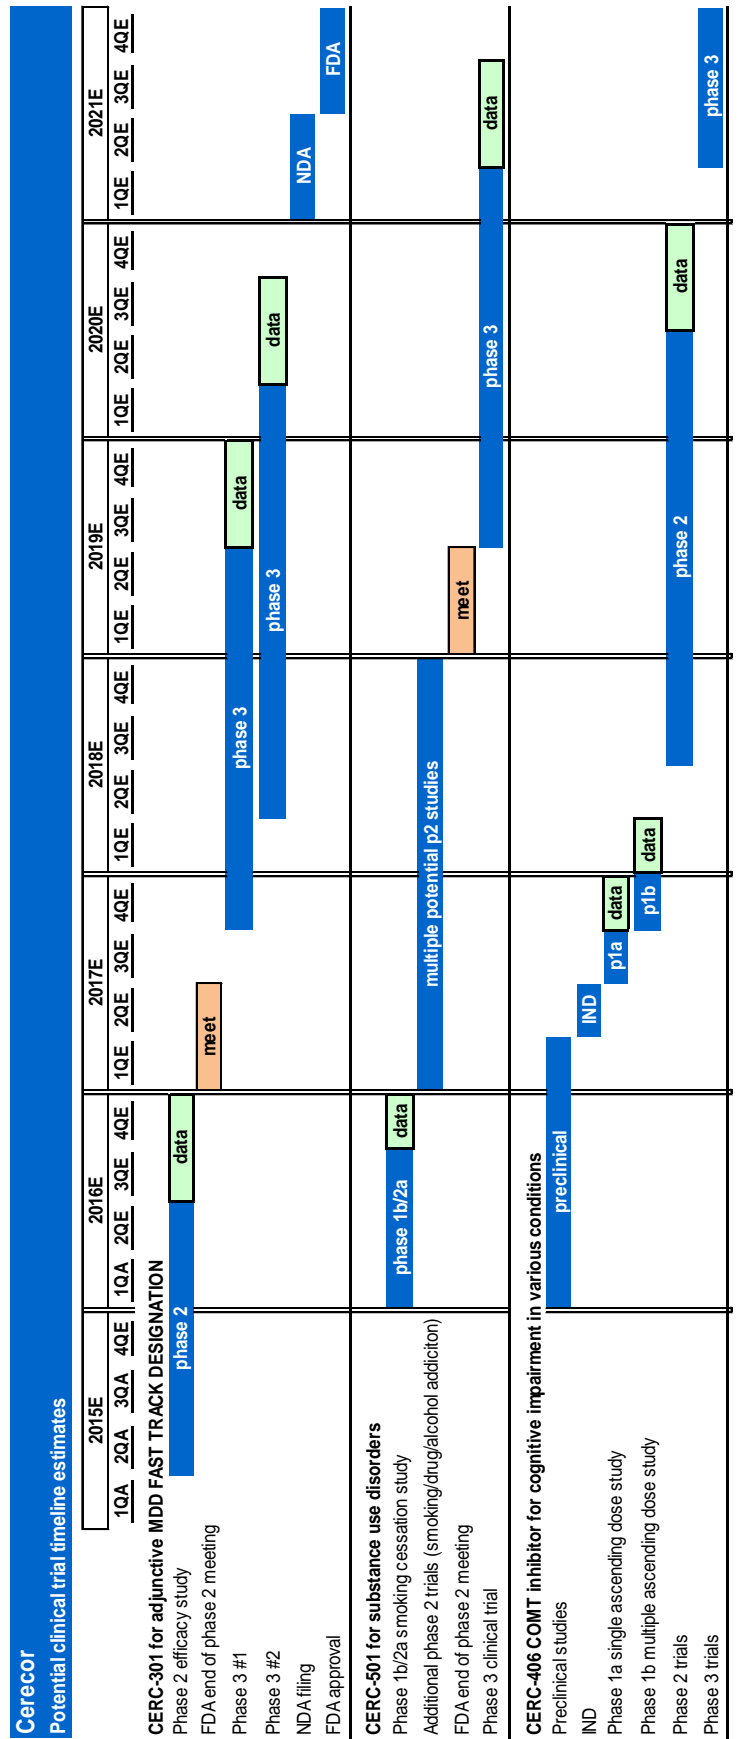 Cerecor
Potential clinical trial timeline estimates
2015E 2016E 2017E 2018E 2019E 2020E 2021E
1QA 2QA 3QA 4QE 1QA 2QE 3QE 4QE 1QE 2QE 3QE 4QE 1QE 2QE 3QE 4QE 1QE 2QE 3QE 4QE 1QE 2QE 3QE 4QE 1QE 2QE 3QE 4QE
CERC-301 for adjunctive MDD FAST TRACK DESIGNATION
Phase 2 efficacy study phase 2 data
FDA end of phase 2 meeting meet
Phase 3 #1 phase 3 data
Phase 3 #2 phase 3 data
NDA filing NDA
FDA approval FDA
CERC-501 for substance use disorders
Phase 1b/2a smoking cessation study phase 1b/2a data
Additional phase 2 trials (smoking/drug/alcohol addiciton) multiple potential p2 studies
FDA end of phase 2 meeting meet
Phase 3 clinical trial phase 3 data
CERC-406 COMT inhibitor for cognitive impairment in various conditions
Preclinical studies preclinical
IND IND
Phase 1a single ascending dose study p1a data
Phase 1b multiple ascending dose study p1b data
Phase 2 trials phase 2 data
Phase 3 trials phase 3